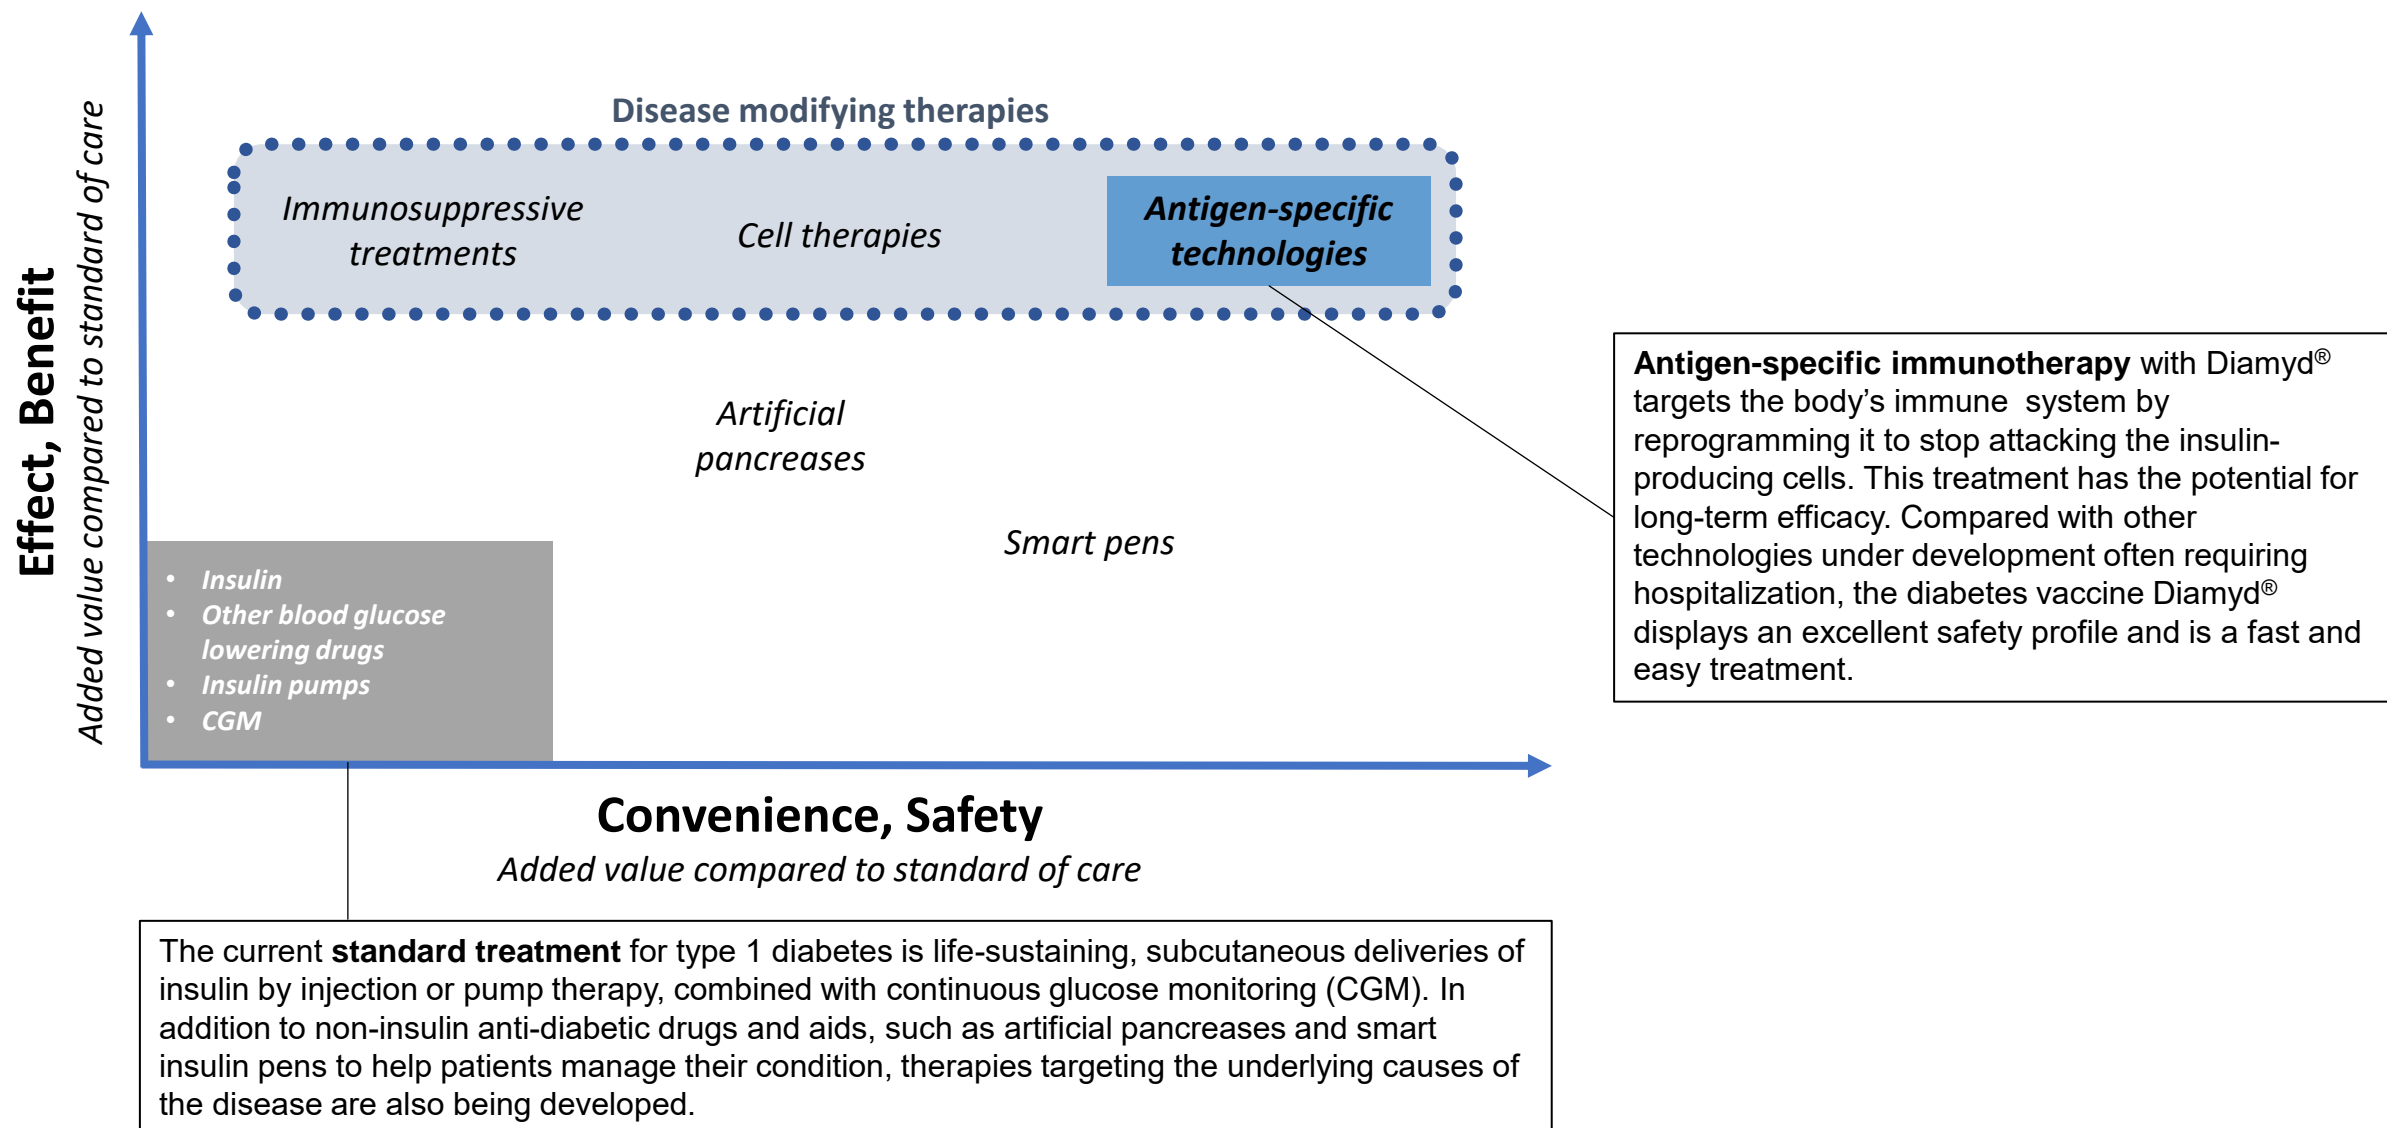 Disease modifying therapies
Immunosuppressive
treatments
Cell therapies
Antigen-specific
technologies
Effect, Benefit
Added value compared to standard of care
Artificial
pancreases
Smart pens
• Insulin
• Other blood glucose
lowering drugs
• Insulin pumps
• CGM
Antigen-specific immunotherapy with Diamyd®
targets the body’s immune  system by
reprogramming it to stop attacking the insulin-
producing cells. This treatment has the potential for
long-term efficacy. Compared with other
technologies under development often requiring
hospitalization, the diabetes vaccine Diamyd®
displays an excellent safety profile and is a fast and
easy treatment.
Convenience, Safety
Added value compared to standard of care
The current standard treatment for type 1 diabetes is life-sustaining, subcutaneous deliveries of
insulin by injection or pump therapy, combined with continuous glucose monitoring (CGM). In
addition to non-insulin anti-diabetic drugs and aids, such as artificial pancreases and smart
insulin pens to help patients manage their condition, therapies targeting the underlying causes of
the disease are also being developed.